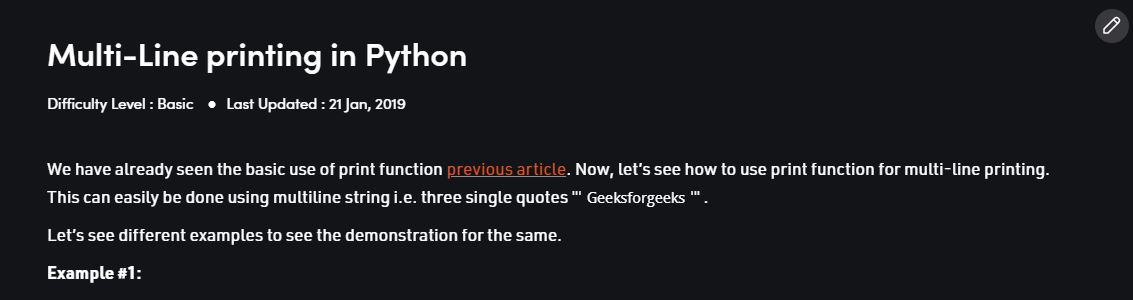 Multi-Line printing in Python
Difficulty Level : Basic ● Last Updated : 21 Jan, 2019
We have already seen the basic use of print function previous article. Now, let's see how to use print function for multi-line printing.
This can easily be done using multiline string i.e. three single quotes "' Geeksforgeeks '" .
Let's see different examples to see the demonstration for the same.
Example #1: